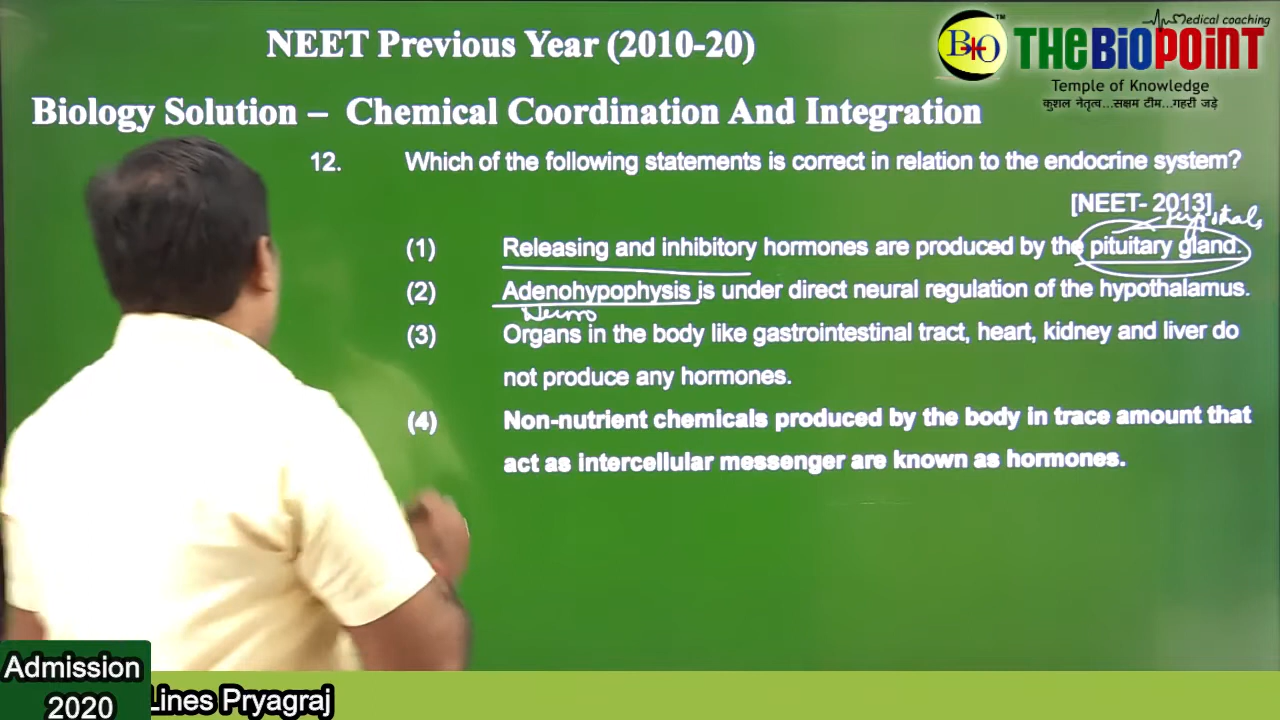 NEET Previous Year (2010-20)
BIO
TM
Medical coaching
THEBIOPOINT
Temple of Knowledge
कुशल नेतृत्व...सक्षम टीम...गहरी जड़े
Biology Solution – Chemical Coordination And Integration
12. Which of the following statements is correct in relation to the endocrine system?
[NEET- 2013]
(1) Releasing and inhibitory hormones are produced by the pituitary gland.
(2) Adenohypophysis is under direct neural regulation of the hypothalamus.
Neuro
(3) Organs in the body like gastrointestinal tract, heart, kidney and liver do
not produce any hormones.
(4) Non-nutrient chemicals produced by the body in trace amount that
act as intercellular messenger are known as hormones.
Admission
2020
Lines Pryagraj